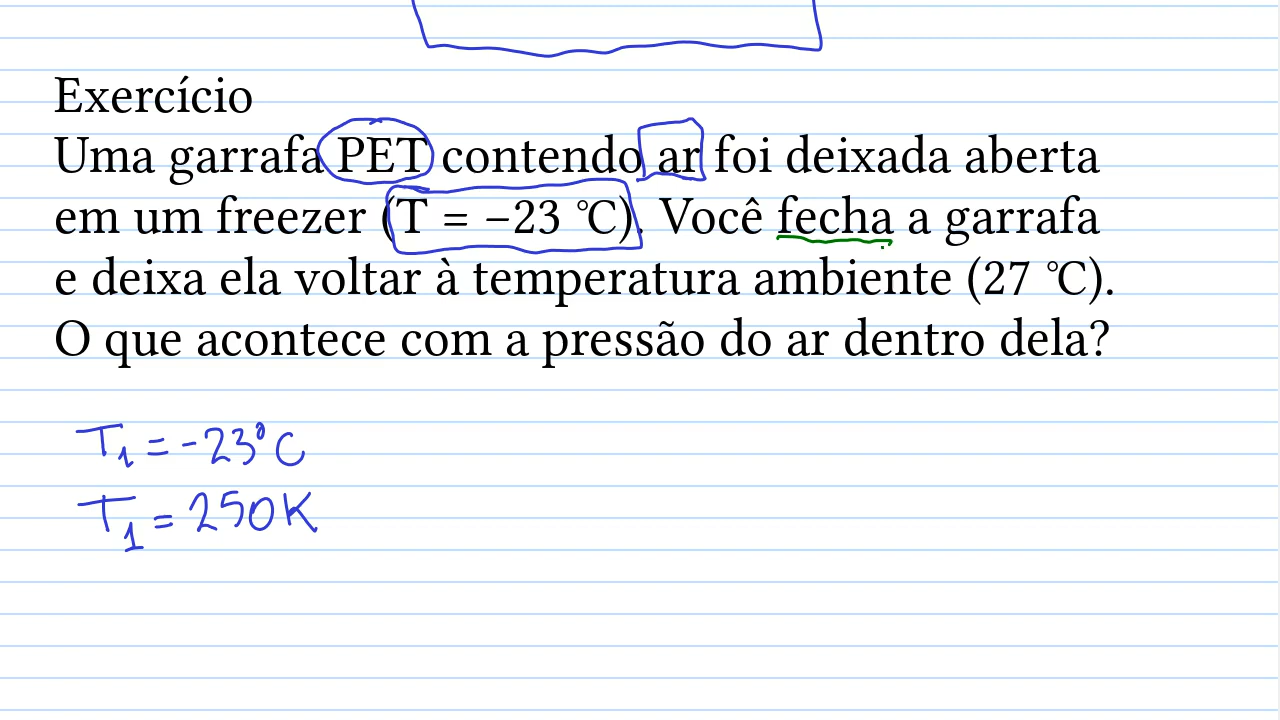 Exercício
Uma garrafa PET contendo ar foi deixada aberta
em um freezer (T = −23 °C). Você fecha a garrafa
e deixa ela voltar à temperatura ambiente (27 °C).
O que acontece com a pressão do ar dentro dela?
T₁ = -23°C
T₁ = 250K